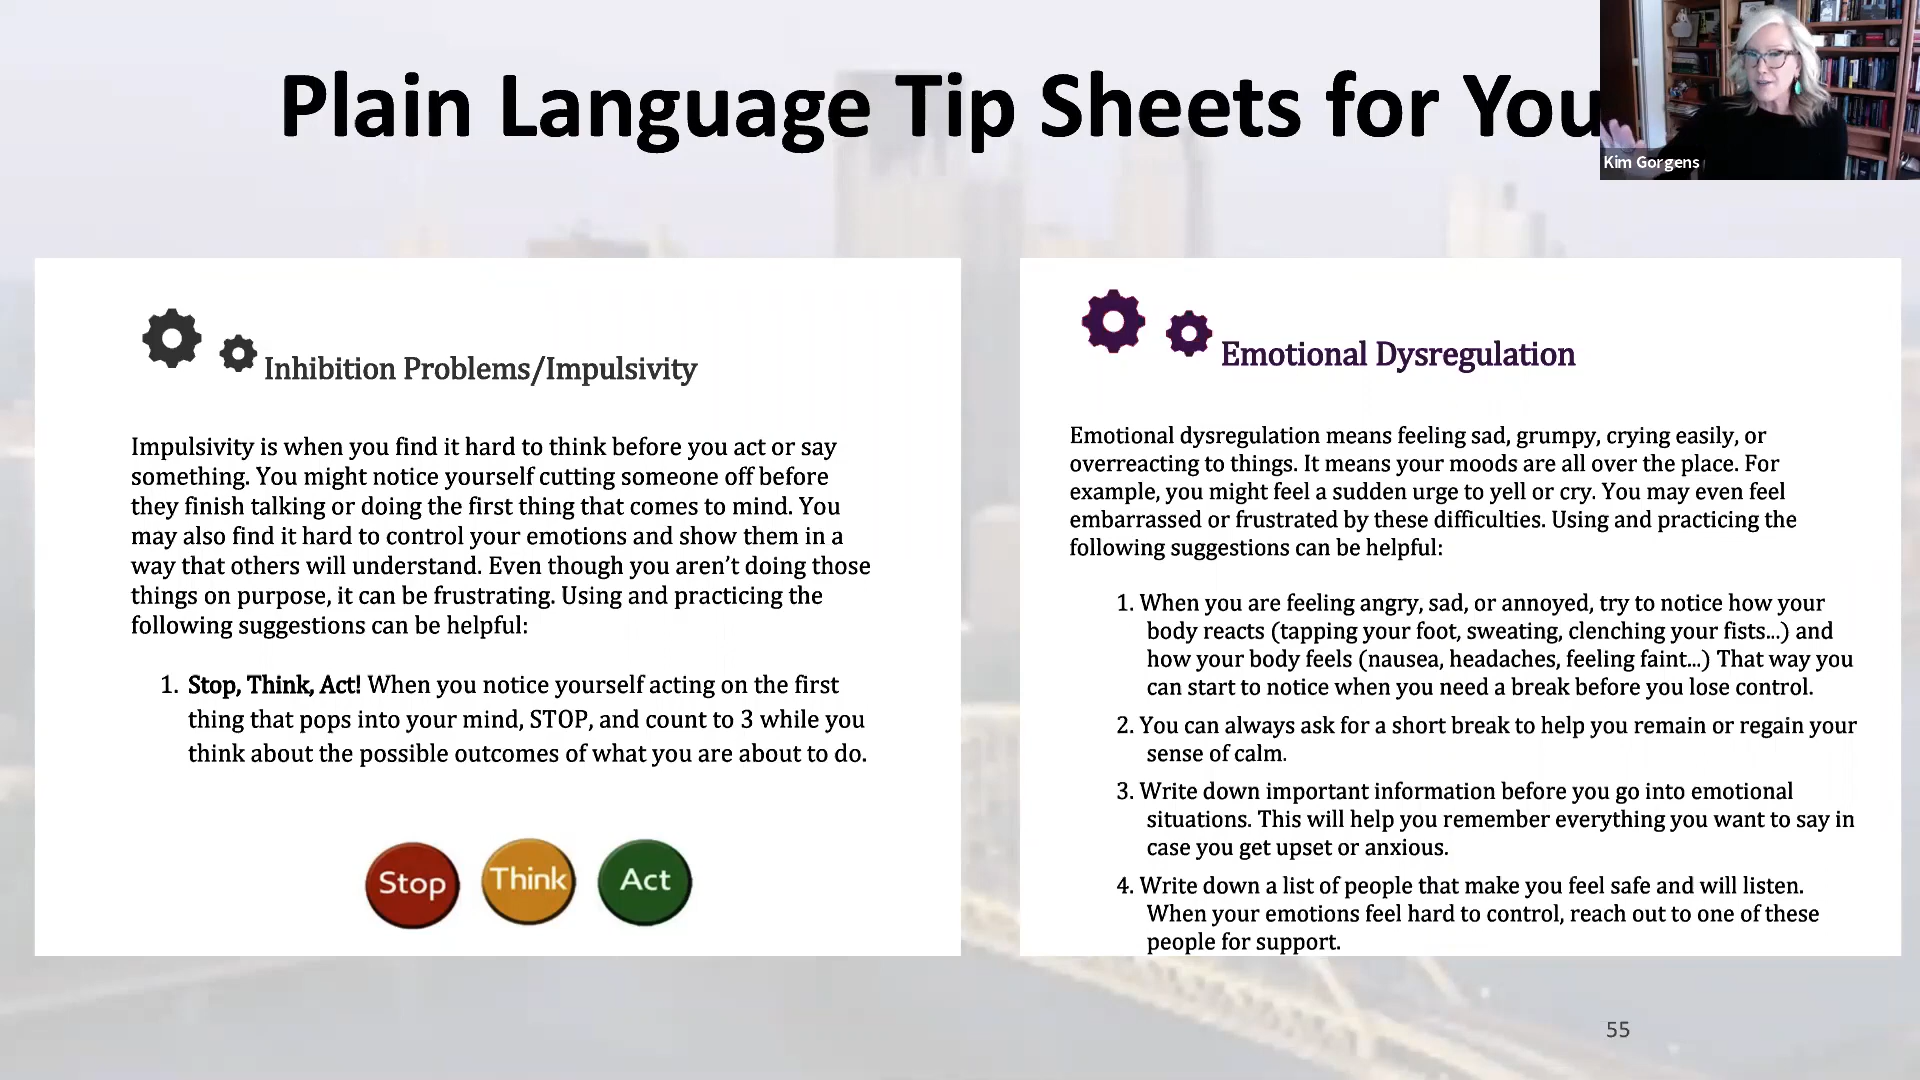 Plain Language Tip Sheets for You
Kim Gorgens
Inhibition Problems/Impulsivity
Impulsivity is when you find it hard to think before you act or say
something. You might notice yourself cutting someone off before
they finish talking or doing the first thing that comes to mind. You
may also find it hard to control your emotions and show them in a
way that others will understand. Even though you aren’t doing those
things on purpose, it can be frustrating. Using and practicing the
following suggestions can be helpful:
1. Stop, Think, Act! When you notice yourself acting on the first
thing that pops into your mind, STOP, and count to 3 while you
think about the possible outcomes of what you are about to do.
Stop
Think
Act
Emotional Dysregulation
Emotional dysregulation means feeling sad, grumpy, crying easily, or
overreacting to things. It means your moods are all over the place. For
example, you might feel a sudden urge to yell or cry. You may even feel
embarrassed or frustrated by these difficulties. Using and practicing the
following suggestions can be helpful:
1. When you are feeling angry, sad, or annoyed, try to notice how your
body reacts (tapping your foot, sweating, clenching your fists...) and
how your body feels (nausea, headaches, feeling faint...) That way you
can start to notice when you need a break before you lose control.
2. You can always ask for a short break to help you remain or regain your
sense of calm.
3. Write down important information before you go into emotional
situations. This will help you remember everything you want to say in
case you get upset or anxious.
4. Write down a list of people that make you feel safe and will listen.
When your emotions feel hard to control, reach out to one of these
people for support.
55